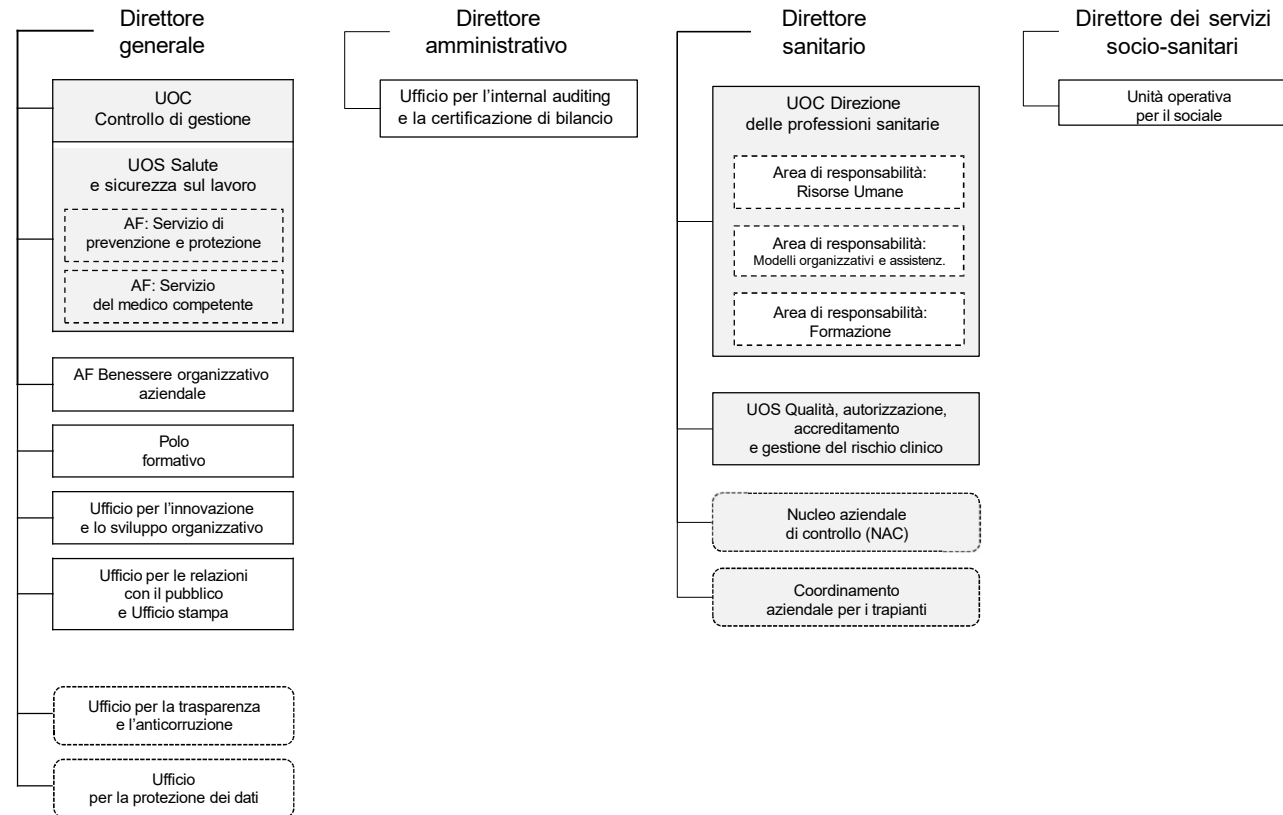 Direttore
generale
UOC
Controllo di gestione
UOS Salute
e sicurezza sul lavoro
AF: Servizio di
prevenzione e protezione
AF: Servizio
del medico competente
AF Benessere organizzativo
aziendale
Polo
formativo
Ufficio per l’innovazione
e lo sviluppo organizzativo
Ufficio per le relazioni
con il pubblico
e Ufficio stampa
Ufficio per la trasparenza
e l’anticorruzione
Ufficio
per la protezione dei dati
Direttore
amministrativo
Ufficio per l’internal auditing
e la certificazione di bilancio
Direttore
sanitario
UOC Direzione
delle professioni sanitarie
Area di responsabilità:
Risorse Umane
Area di responsabilità:
Modelli organizzativi e assistenz.
Area di responsabilità:
Formazione
UOS Qualità, autorizzazione,
accreditamento
e gestione del rischio clinico
Nucleo aziendale
di controllo (NAC)
Coordinamento
aziendale per i trapianti
Direttore dei servizi
socio-sanitari
Unità operativa
per il sociale